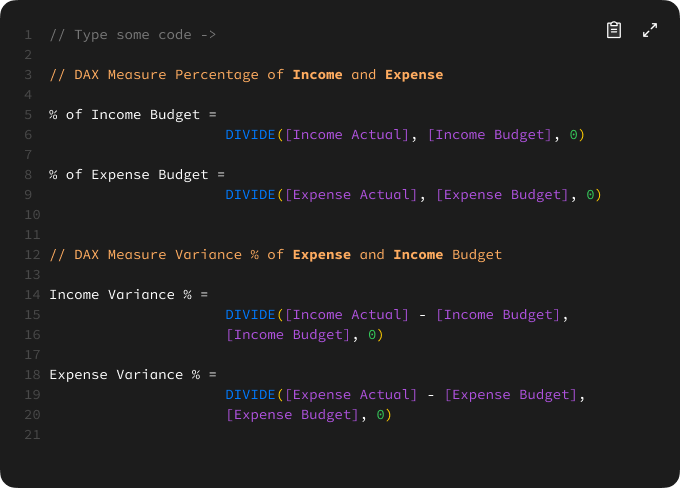 1 // Type some code ->
2
3 // DAX Measure Percentage of Income and Expense
4
5 % of Income Budget =
6 DIVIDE([Income Actual], [Income Budget], 0)
7
8 % of Expense Budget =
9 DIVIDE([Expense Actual], [Expense Budget], 0)
10
11
12 // DAX Measure Variance % of Expense and Income Budget
13
14 Income Variance % =
15 DIVIDE([Income Actual] - [Income Budget],
16 [Income Budget], 0)
17
18 Expense Variance % =
19 DIVIDE([Expense Actual] - [Expense Budget],
20 [Expense Budget], 0)
21